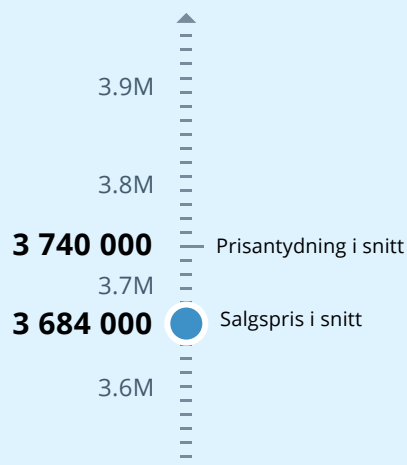 3.9M
3.8M
3 740 000 Prisantydning i snitt
3.7M
3 684 000 Salgspris i snitt
3.6M